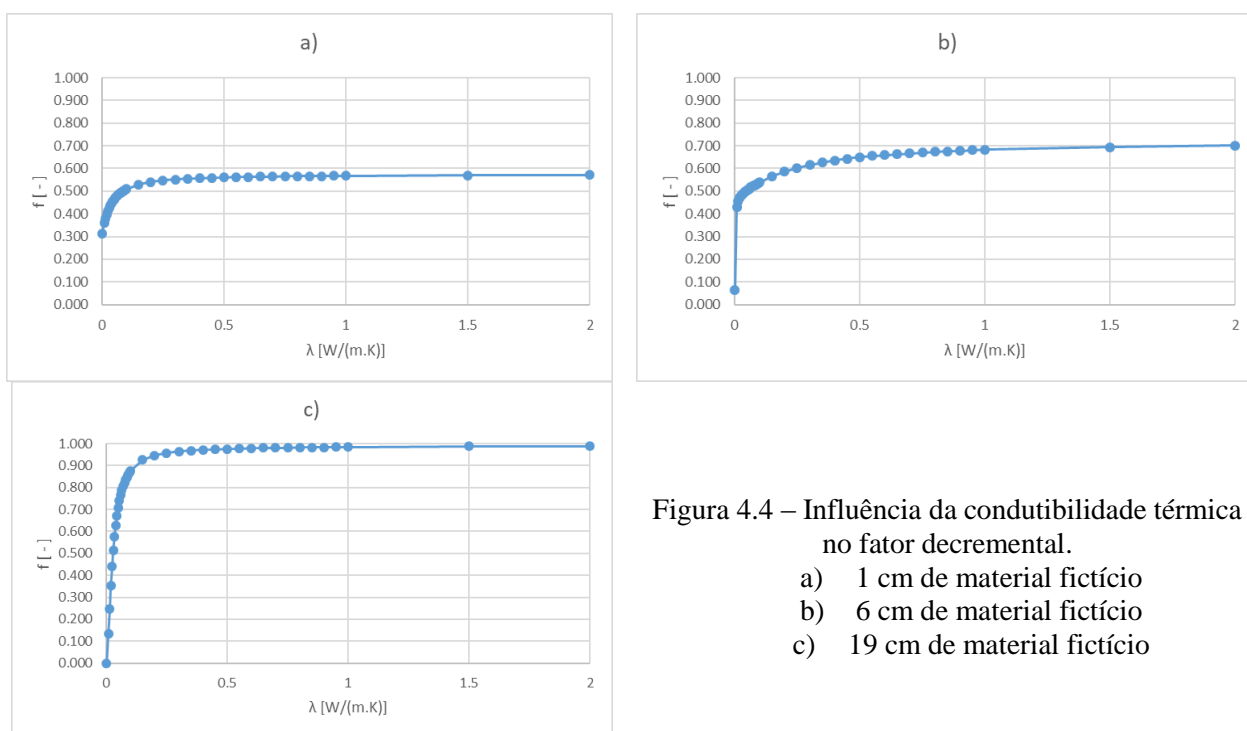 a)
1.000
0.900
0.800
0.700
0.600
0.500
0.400
0.300
0.200
0.100
0.000
f [ - ]
0 0.5 1 1.5 2
λ [W/(m.K)]
b)
1.000
0.900
0.800
0.700
0.600
0.500
0.400
0.300
0.200
0.100
0.000
f [ - ]
0 0.5 1 1.5 2
λ [W/(m.K)]
c)
1.000
0.900
0.800
0.700
0.600
0.500
0.400
0.300
0.200
0.100
0.000
f [ - ]
0 0.5 1 1.5 2
λ [W/(m.K)]
Figura 4.4 – Influência da condutibilidade térmica
no fator decremental.
a) 1 cm de material fictício
b) 6 cm de material fictício
c) 19 cm de material fictício